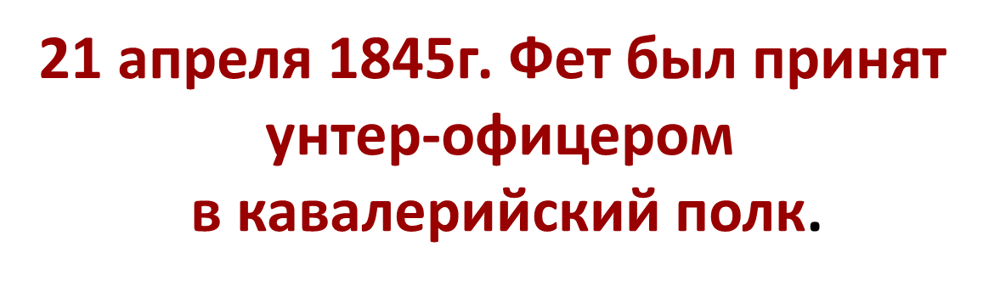 21 апреля 1845г. Фет был принят
унтер-офицером
в кавалерийский полк.